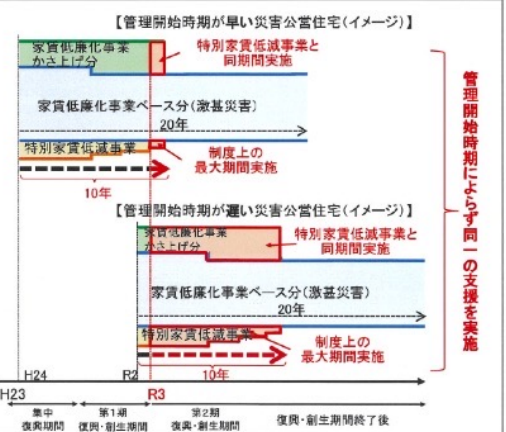 【管理開始時期が早い災害公営住宅(イメージ)】
家賃低廉化事業
かさ上げ分
特別家賃低減事業と
同期間実施
家賃低廉化事業ベース分(激甚災害)
20年
特別家賃低減事業
制度上の
最大期間実施
10年
【管理開始時期が遅い災害公営住宅(イメージ)】
家賃低廉化事業
かさ上げ分
特別家賃低減事業と
同期間実施
家賃低廉化事業ベース分(激甚災害)
20年
特別家賃低減事業
制度上の
最大期間実施
10年
管理開始時期によらず同一の支援を実施
H24
R2
H23
R3
集中
復興期間
第1期
復興・創生期間
第2期
復興・創生期間
復興・創生期間終了後